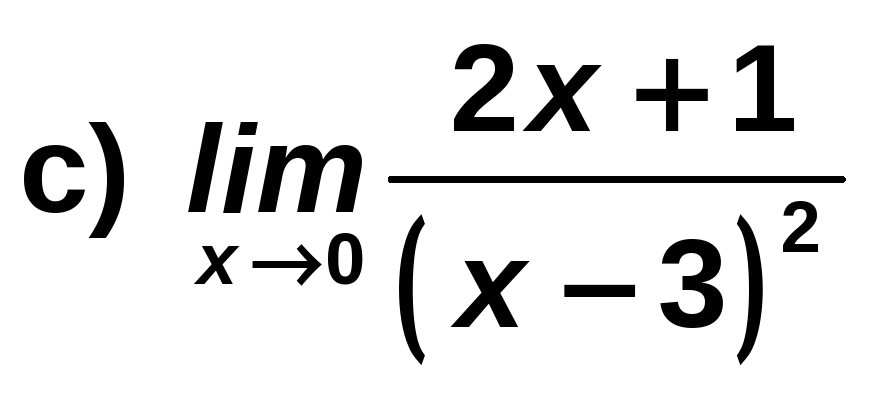 c) lim x→0 2x + 1 / (x − 3)²